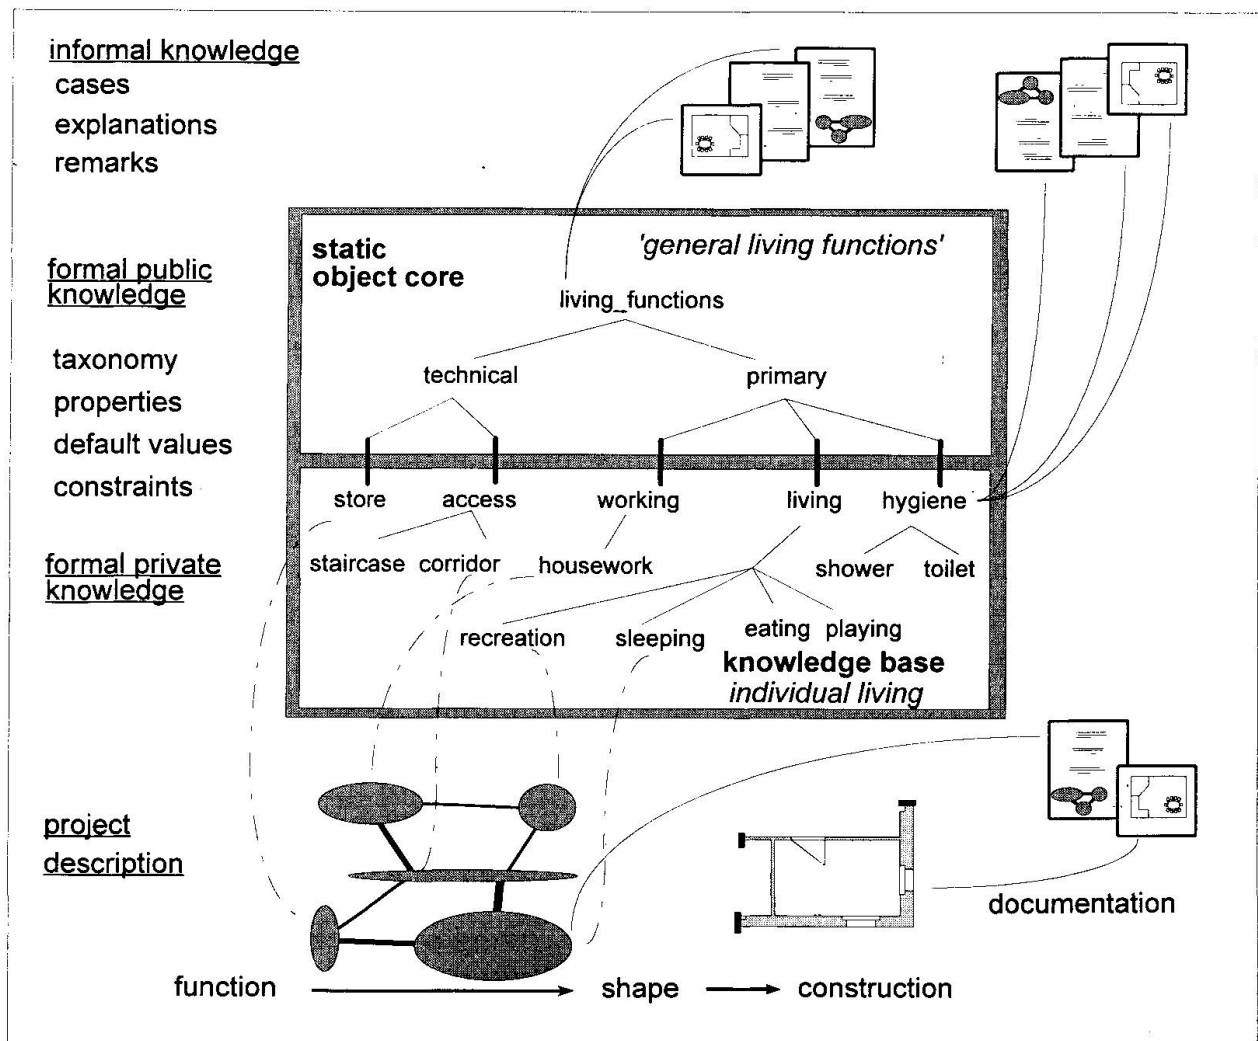 informal knowledge
cases
explanations
remarks
static
object core
'general living functions'
formal public
knowledge
living_functions
taxonomy
technical
primary
properties
default values
constraints
store
access
working
living
hygiene
formal private
knowledge
staircase
corridor
housework
shower
toilet
recreation
sleeping
eating
playing
knowledge base
individual living
project
description
documentation
function
shape
construction